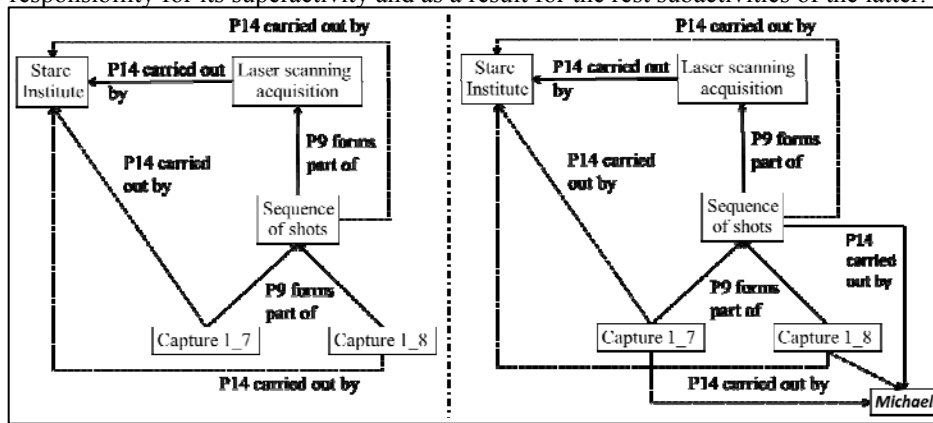 responsibility for its superactivity and as a result for the rest subactivities of the latter.
P14 carried out by
Starc
Institute
P14 carried out
by
Laser scanning
acquisition
P9 forms
part of
P14 carried
out by
Sequence
of shots
P9 forms
part of
Capture 1_7
Capture 1_8
P14 carried out by
P14 carried out by
Starc
Institute
P14 carried out
by
Laser scanning
acquisition
P9 forms
part of
P14 carried
out by
Sequence
of shots
P14
carried
out by
P9 forms
part of
Capture 1_7
Capture 1_8
P14 carried out by
Michael